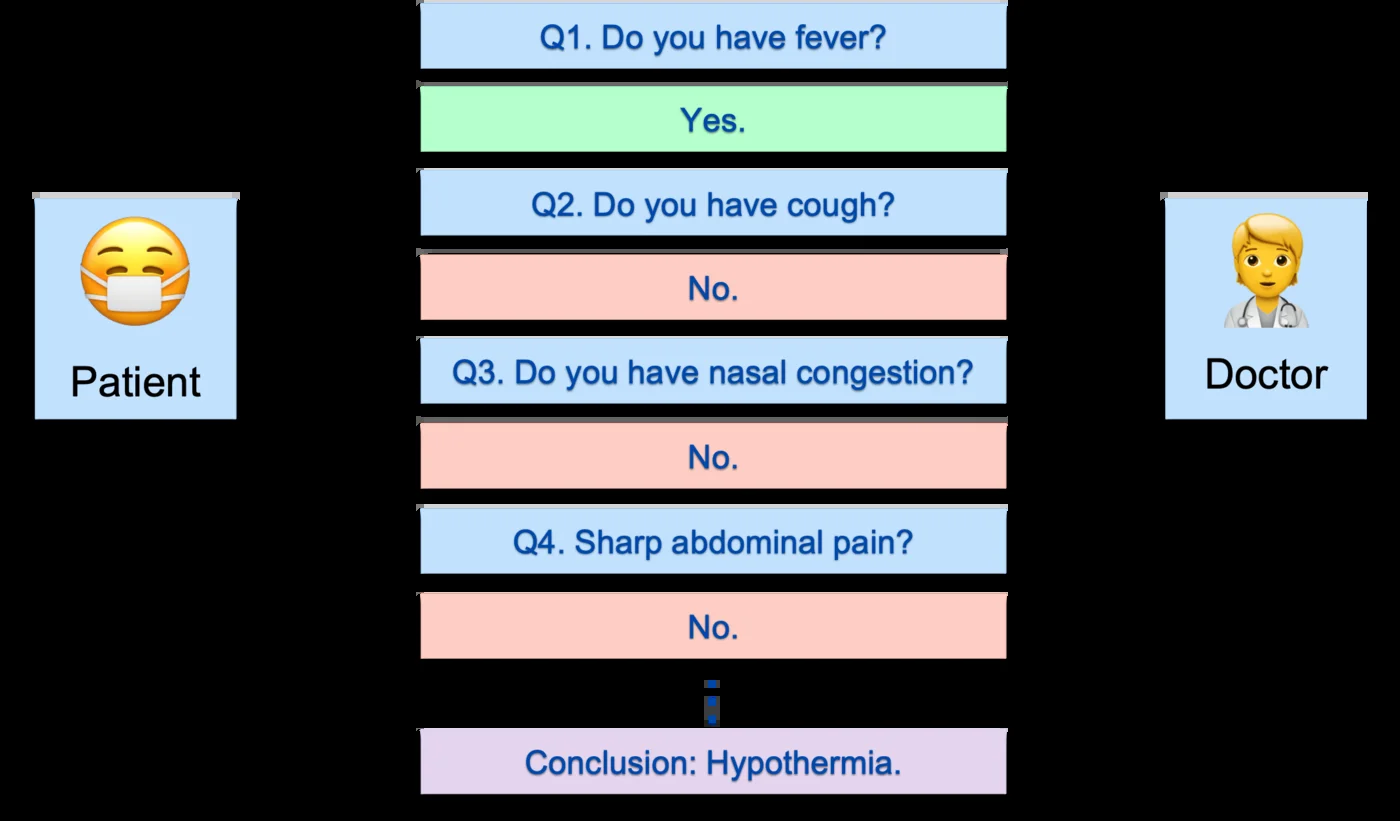 Q1. Do you have fever?
Yes.
Q2. Do you have cough?
No.
Q3. Do you have nasal congestion?
No.
Q4. Sharp abdominal pain?
No.
Conclusion: Hypothermia.
Patient
Doctor